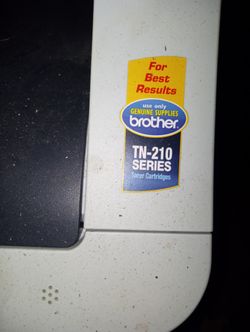 For
Best
Results
use only
GENUINE SUPPLIES
brother
TN-210
SERIES
Toner Cartridges